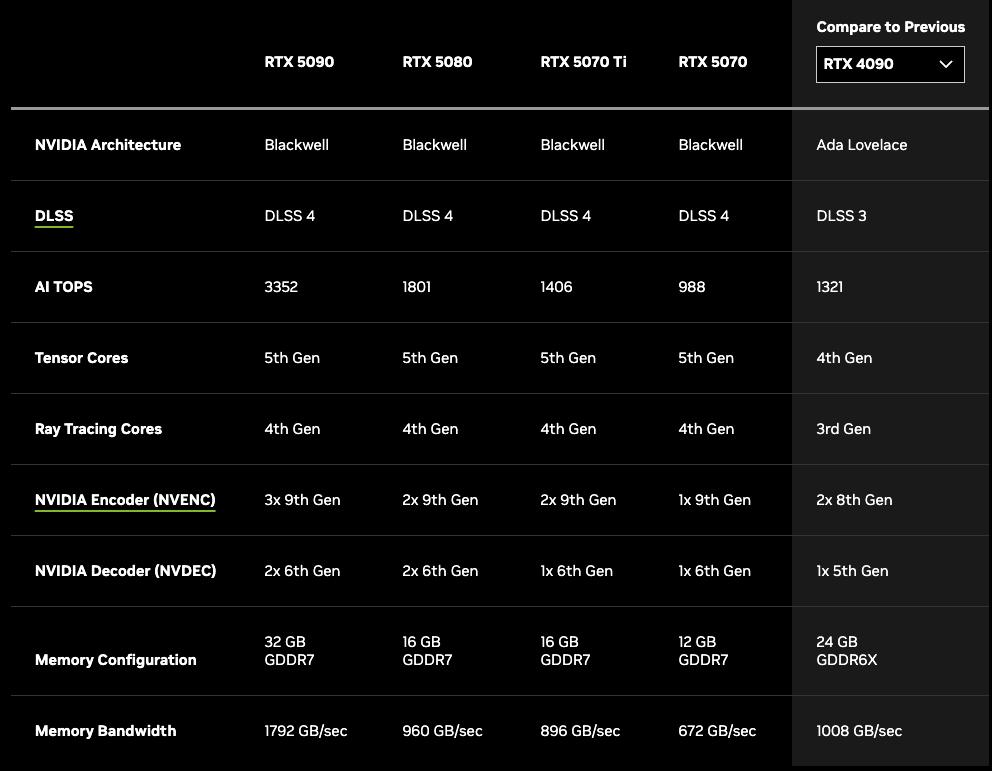 Compare to Previous
RTX 5090 RTX 5080 RTX 5070 Ti RTX 5070 RTX 4090
NVIDIA Architecture Blackwell Blackwell Blackwell Blackwell Ada Lovelace
DLSS DLSS 4 DLSS 4 DLSS 4 DLSS 4 DLSS 3
AI TOPS 3352 1801 1406 988 1321
Tensor Cores 5th Gen 5th Gen 5th Gen 5th Gen 4th Gen
Ray Tracing Cores 4th Gen 4th Gen 4th Gen 4th Gen 3rd Gen
NVIDIA Encoder (NVENC) 3x 9th Gen 2x 9th Gen 2x 9th Gen 1x 9th Gen 2x 8th Gen
NVIDIA Decoder (NVDEC) 2x 6th Gen 2x 6th Gen 1x 6th Gen 1x 6th Gen 1x 5th Gen
32 GB 16 GB 16 GB 12 GB 24 GB
Memory Configuration GDDR7 GDDR7 GDDR7 GDDR7 GDDR6X
Memory Bandwidth 1792 GB/sec 960 GB/sec 896 GB/sec 672 GB/sec 1008 GB/sec